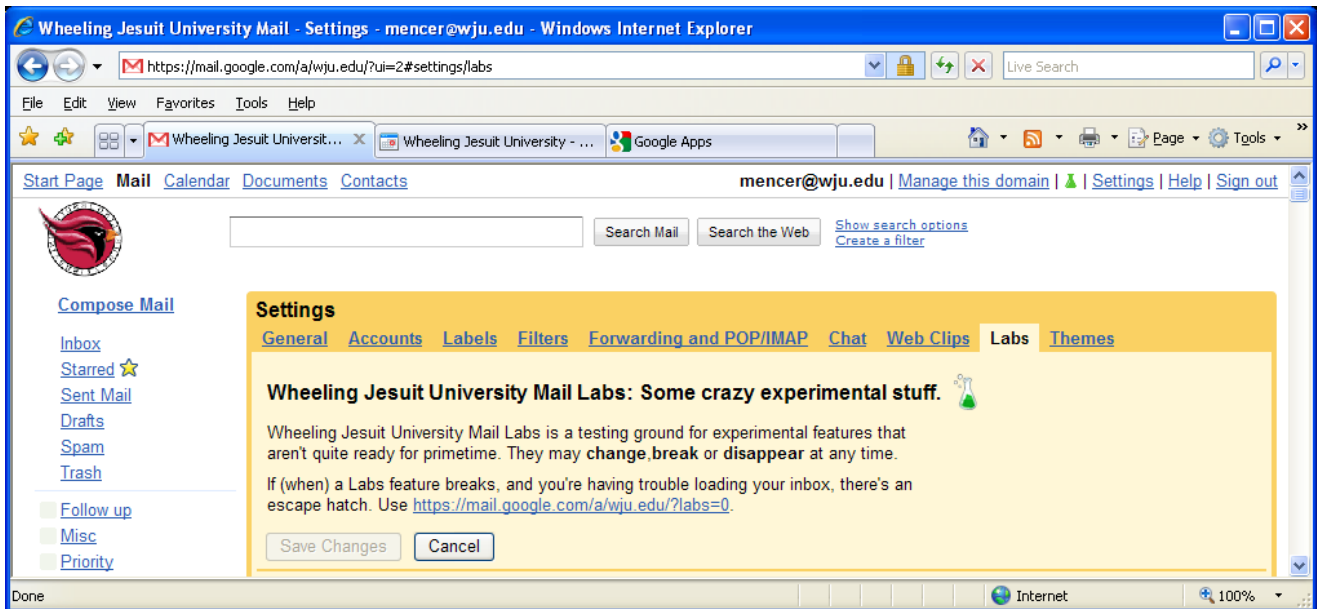 Wheeling Jesuit University Mail - Settings - mencer@wju.edu - Windows Internet Explorer
https://mail.google.com/a/wju.edu/?ui=2#settings/labs Live Search
File Edit View Favorites Tools Help
Wheeling Jesuit Universit... Wheeling Jesuit University - ... Google Apps Page Tools »
Start Page Mail Calendar Documents Contacts mencer@wju.edu | Manage this domain | | Settings | Help | Sign out
Search Mail Search the Web Show search options
Create a filter
Compose Mail
Inbox
Starred
Sent Mail
Drafts
Spam
Trash
Follow up
Misc
Priority
Settings
General Accounts Labels Filters Forwarding and POP/IMAP Chat Web Clips Labs Themes
Wheeling Jesuit University Mail Labs: Some crazy experimental stuff.
Wheeling Jesuit University Mail Labs is a testing ground for experimental features that
aren't quite ready for primetime. They may change,break or disappear at any time.
If (when) a Labs feature breaks, and you're having trouble loading your inbox, there's an
escape hatch. Use https://mail.google.com/a/wju.edu/?labs=0.
Save Changes Cancel
Done Internet 100%